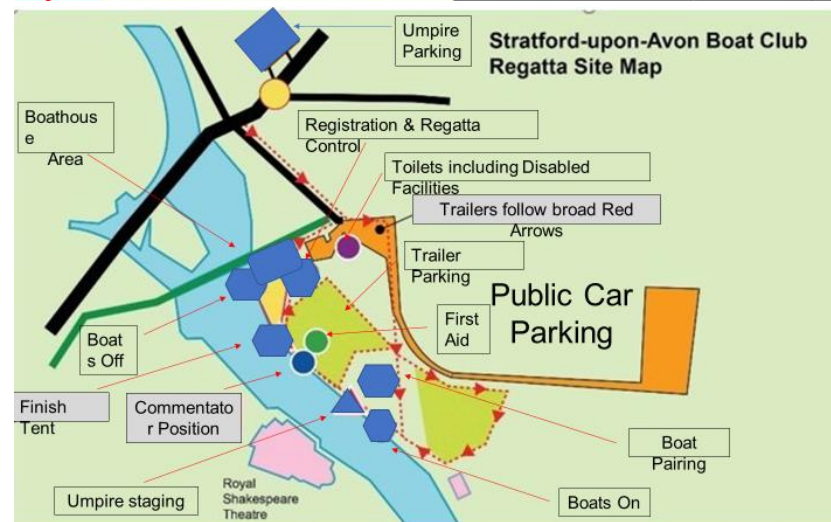 Umpire
Parking
Stratford-upon-Avon Boat Club
Regatta Site Map
Boathous
e
Area
Registration & Regatta
Control
Toilets including Disabled
Facilities
Trailers follow broad Red
Arrows
Trailer
Parking
Public Car
Parking
First
Aid
Boat
s Off
Finish
Tent
Commentato
r Position
Boat
Pairing
Umpire staging
Royal
Shakespeare
Theatre
Boats On